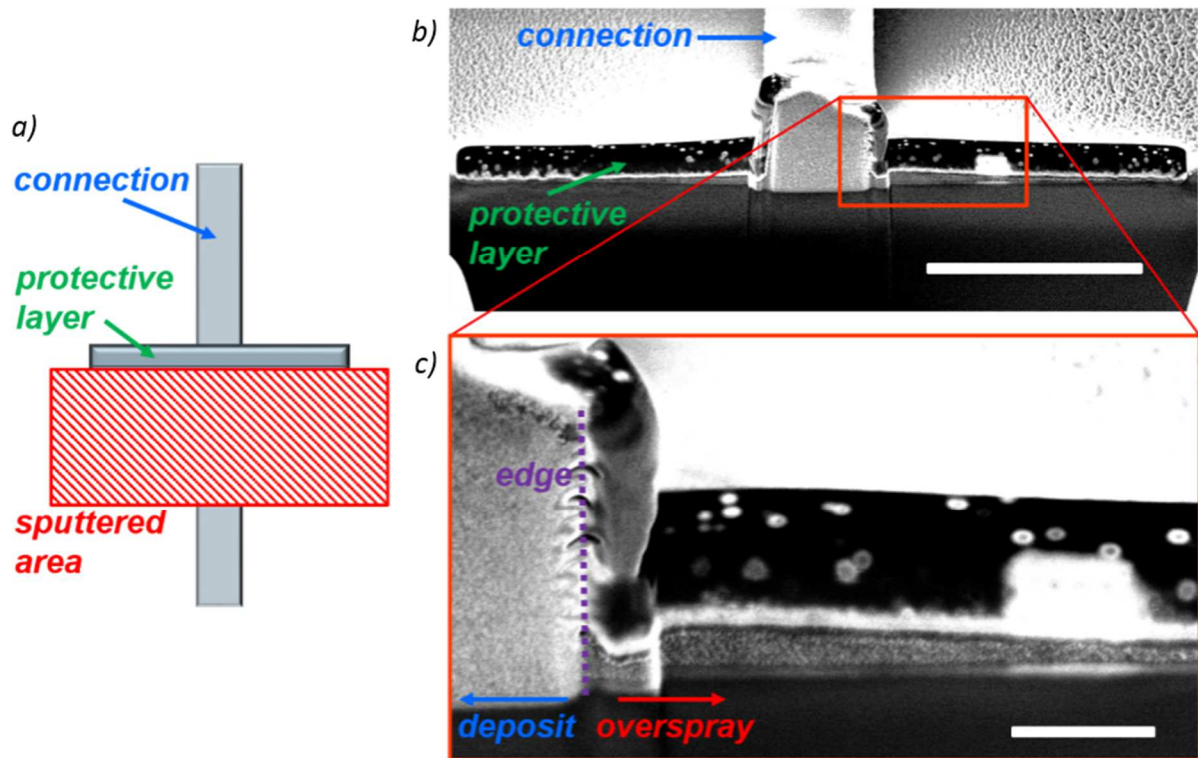 a)
connection
protective
layer
sputtered
area
b)
connection
protective
layer
c)
edge
deposit
overspray